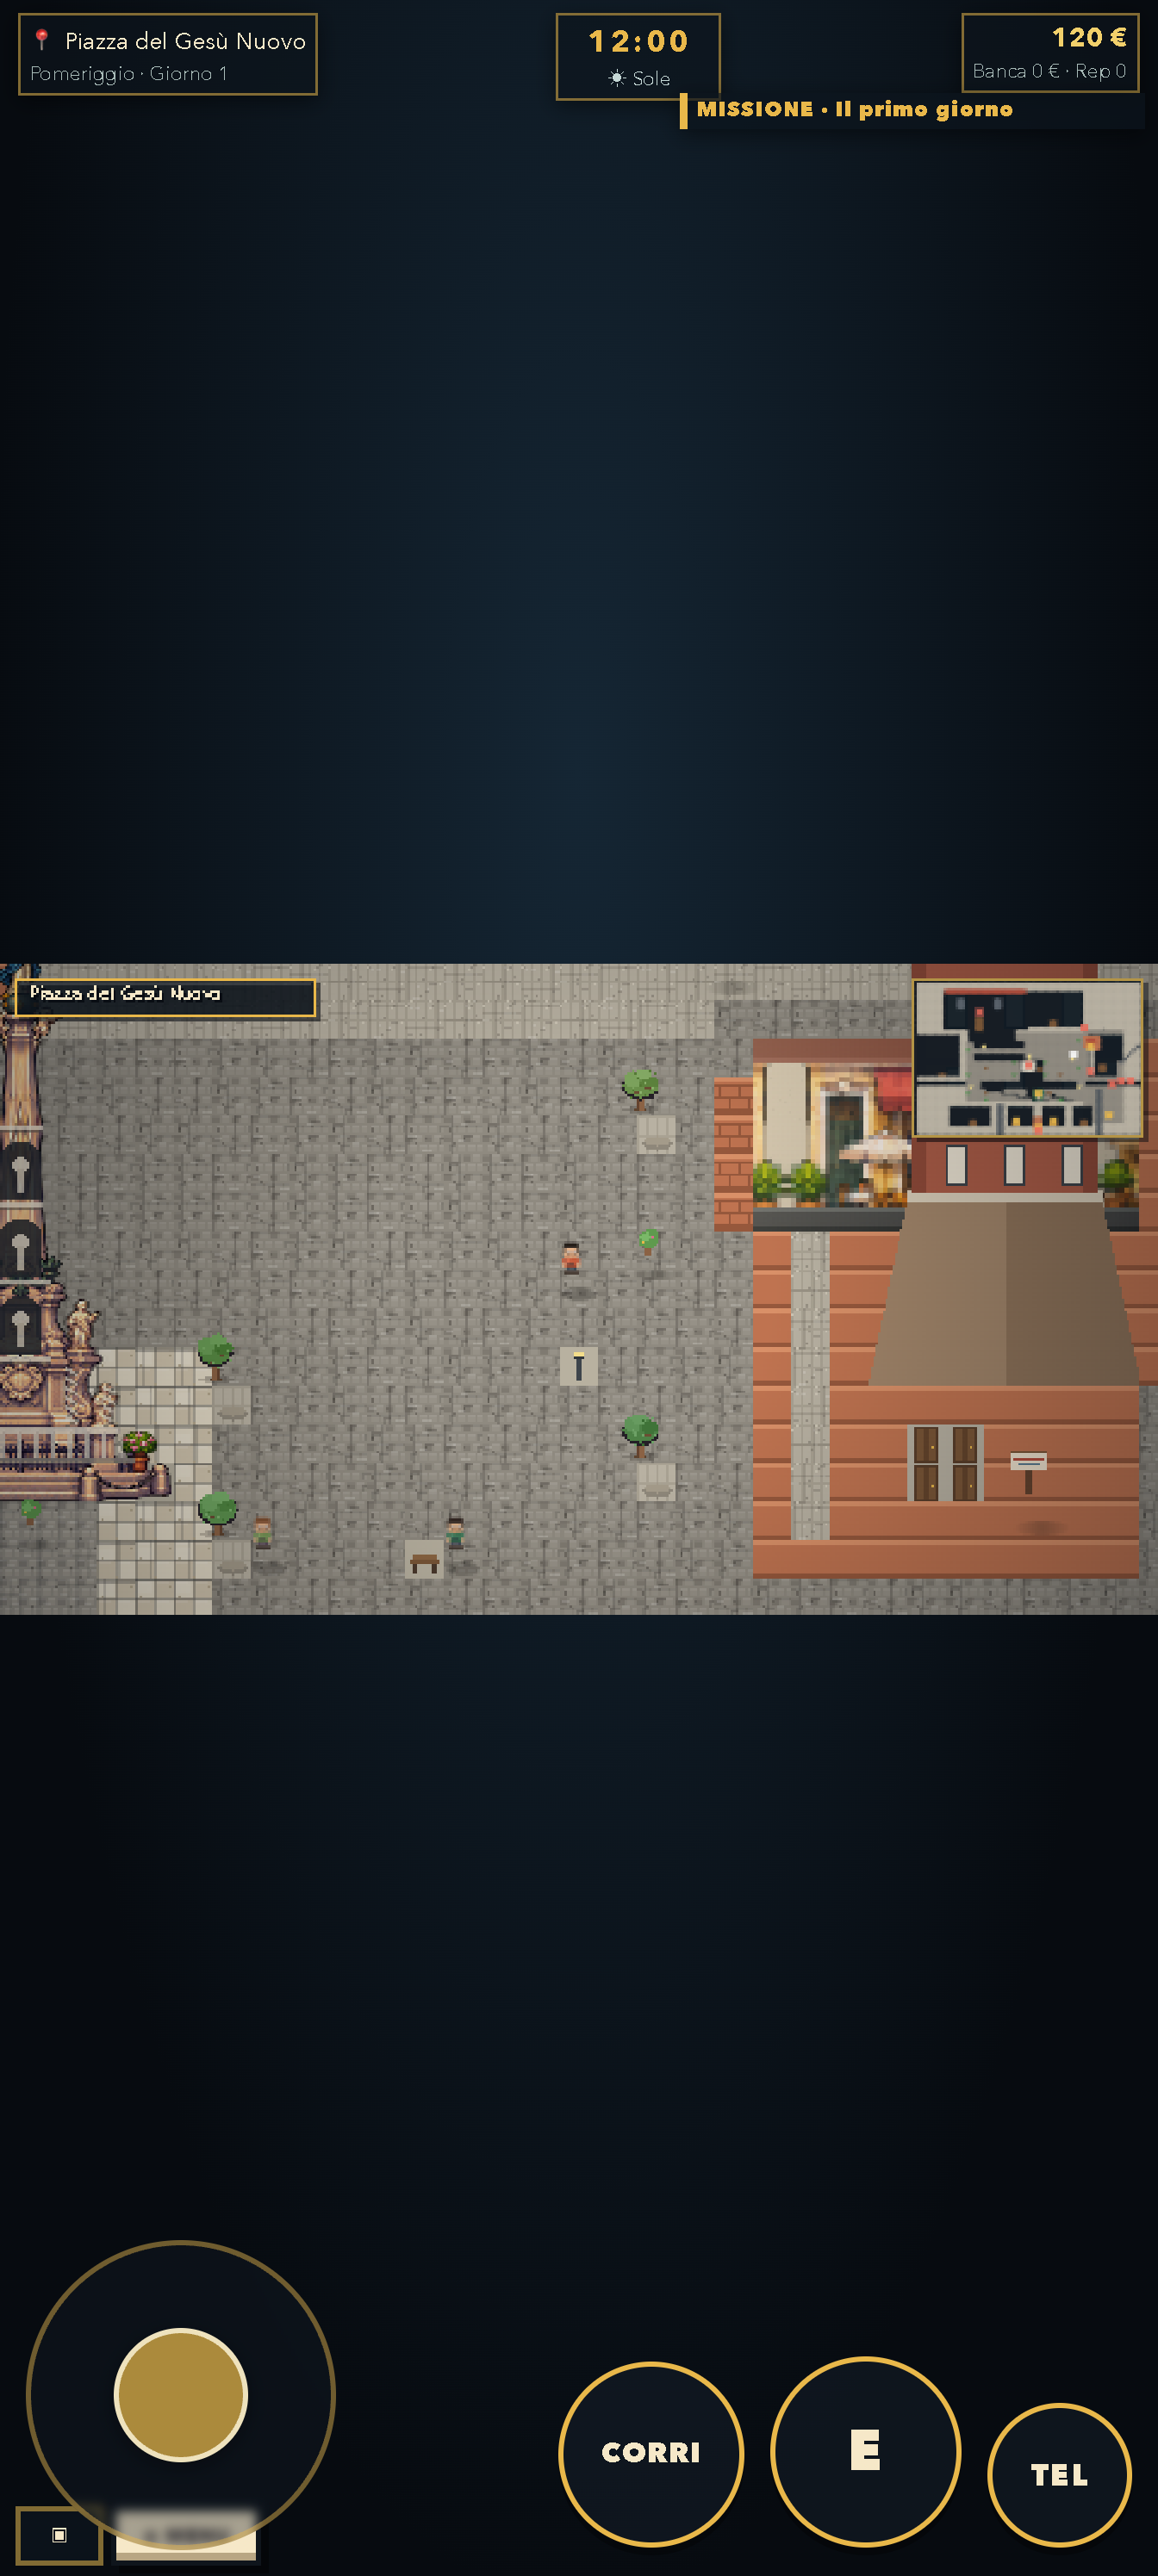 Piazza del Gesù Nuovo
Pomeriggio · Giorno 1
12:00
☀ Sole
120 €
Banca 0 € · Rep 0
MISSIONE · Il primo giorno
Piazza del Gesù Nuovo
CORRI
E
TEL